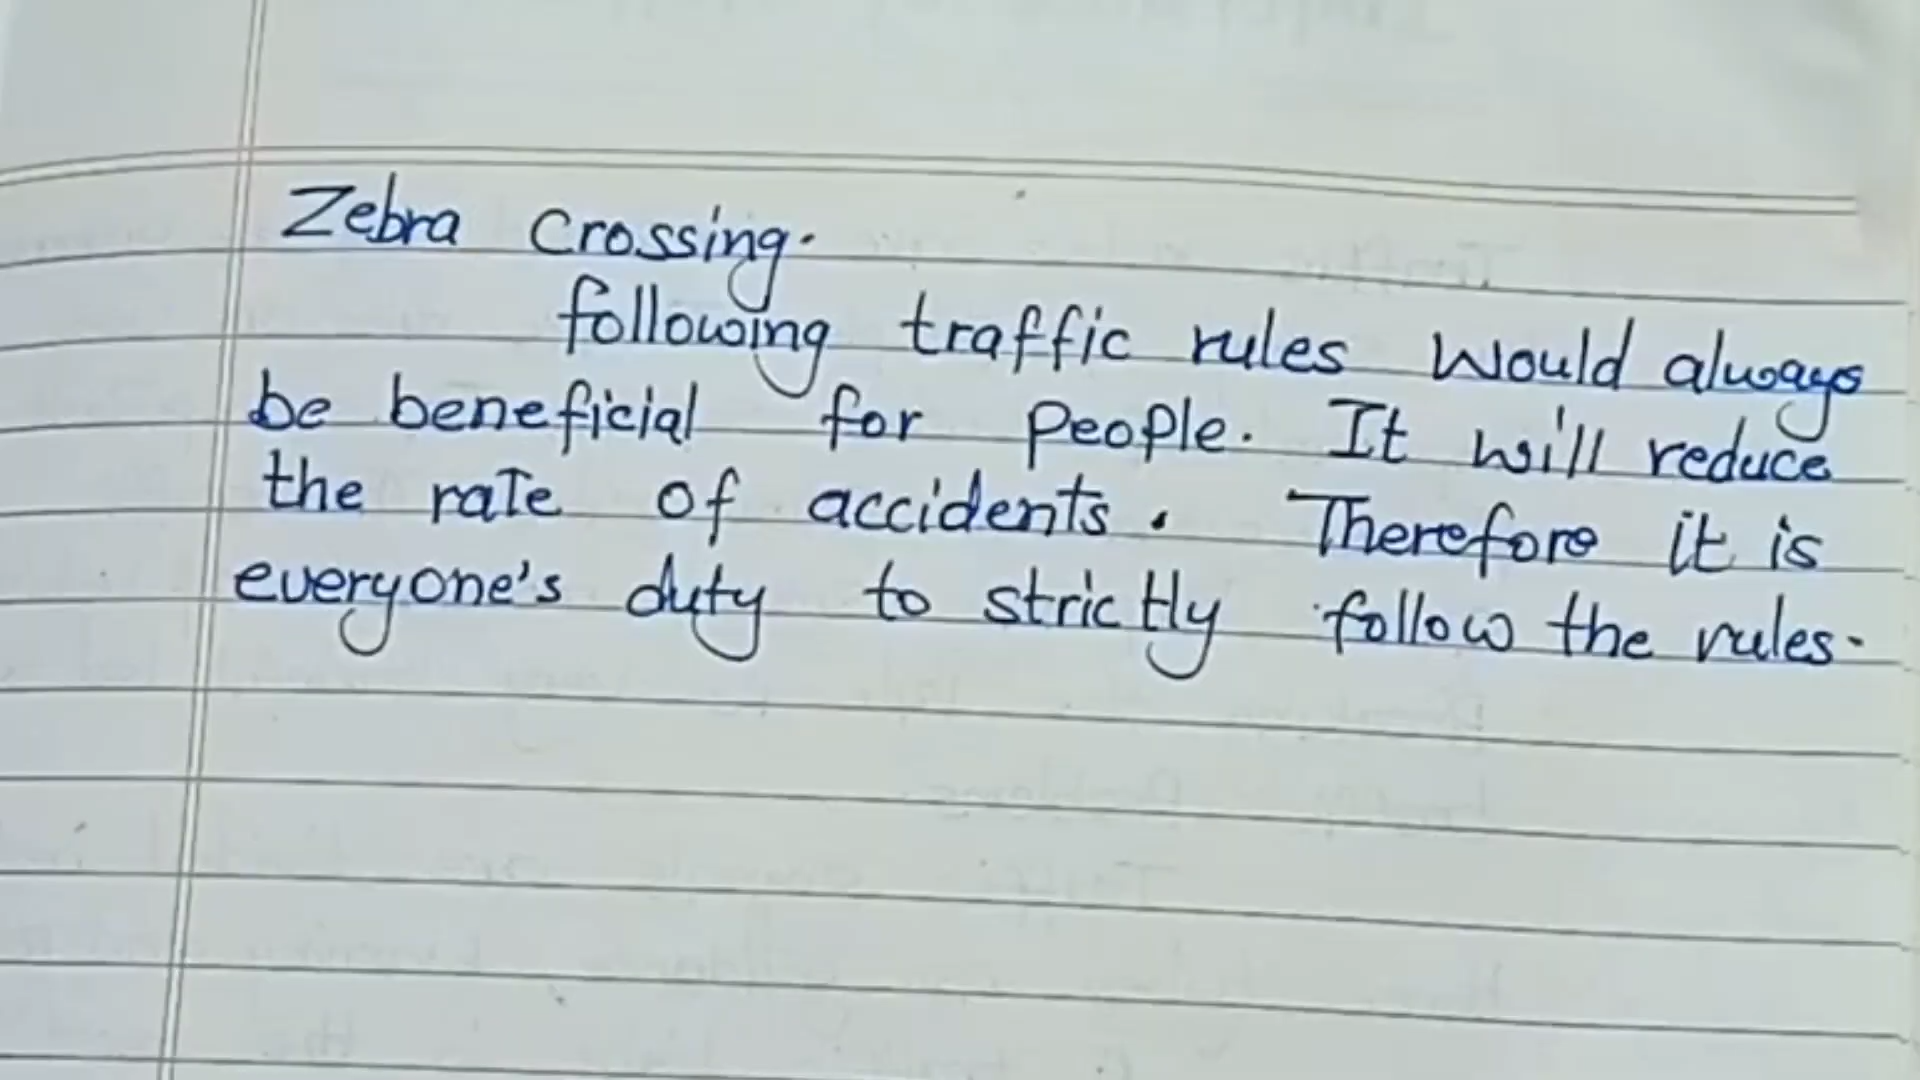 Zebra Crossing.
following traffic rules would always
be beneficial for people. It will reduce
the rate of accidents. Therefore it is
everyone's duty to strictly follow the rules.